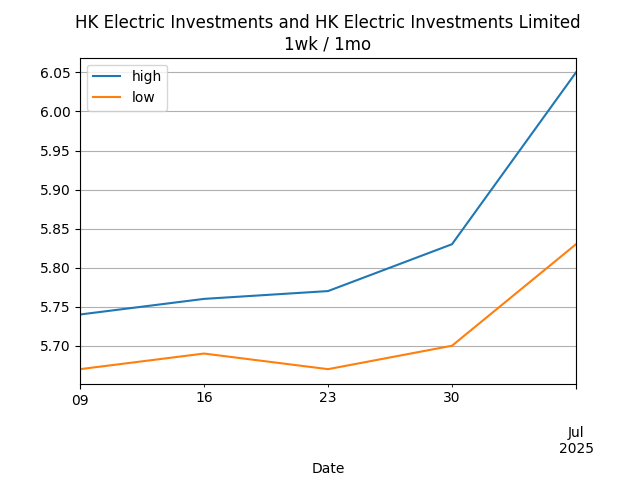 HK Electric Investments and HK Electric Investments Limited
1wk / 1mo
high
low
6.05
6.00
5.95
5.90
5.85
5.80
5.75
5.70
09
16
23
30
Jul
2025
Date